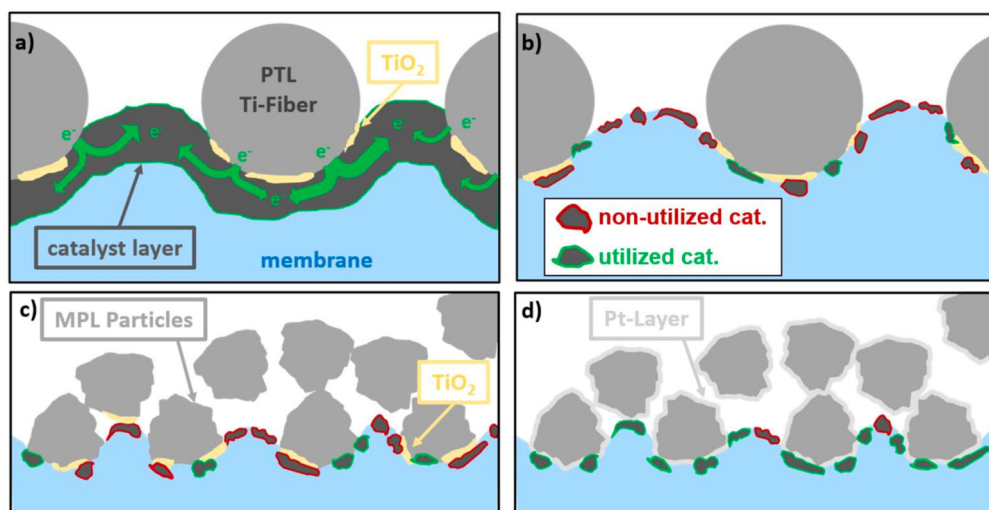 a)
PTL
Ti-Fiber
TiO₂
e⁻
e⁻
e⁻
e⁻
e⁻
e⁻
catalyst layer
membrane
b)
non-utilized cat.
utilized cat.
c)
MPL Particles
TiO₂
d)
Pt-Layer